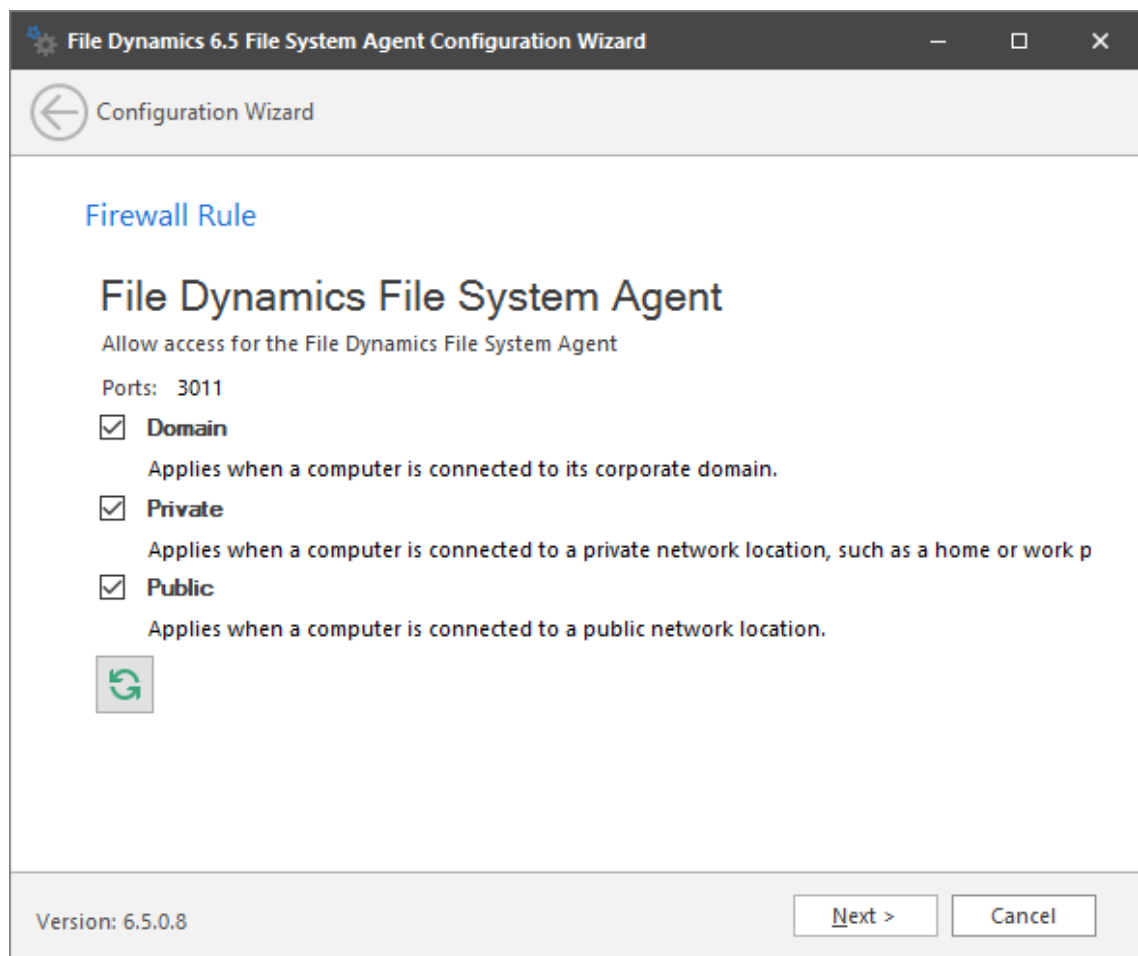 File Dynamics 6.5 File System Agent Configuration Wizard
Configuration Wizard
Firewall Rule
File Dynamics File System Agent
Allow access for the File Dynamics File System Agent
Ports: 3011
Domain
Applies when a computer is connected to its corporate domain.
Private
Applies when a computer is connected to a private network location, such as a home or work p
Public
Applies when a computer is connected to a public network location.
Version: 6.5.0.8
Next >
Cancel